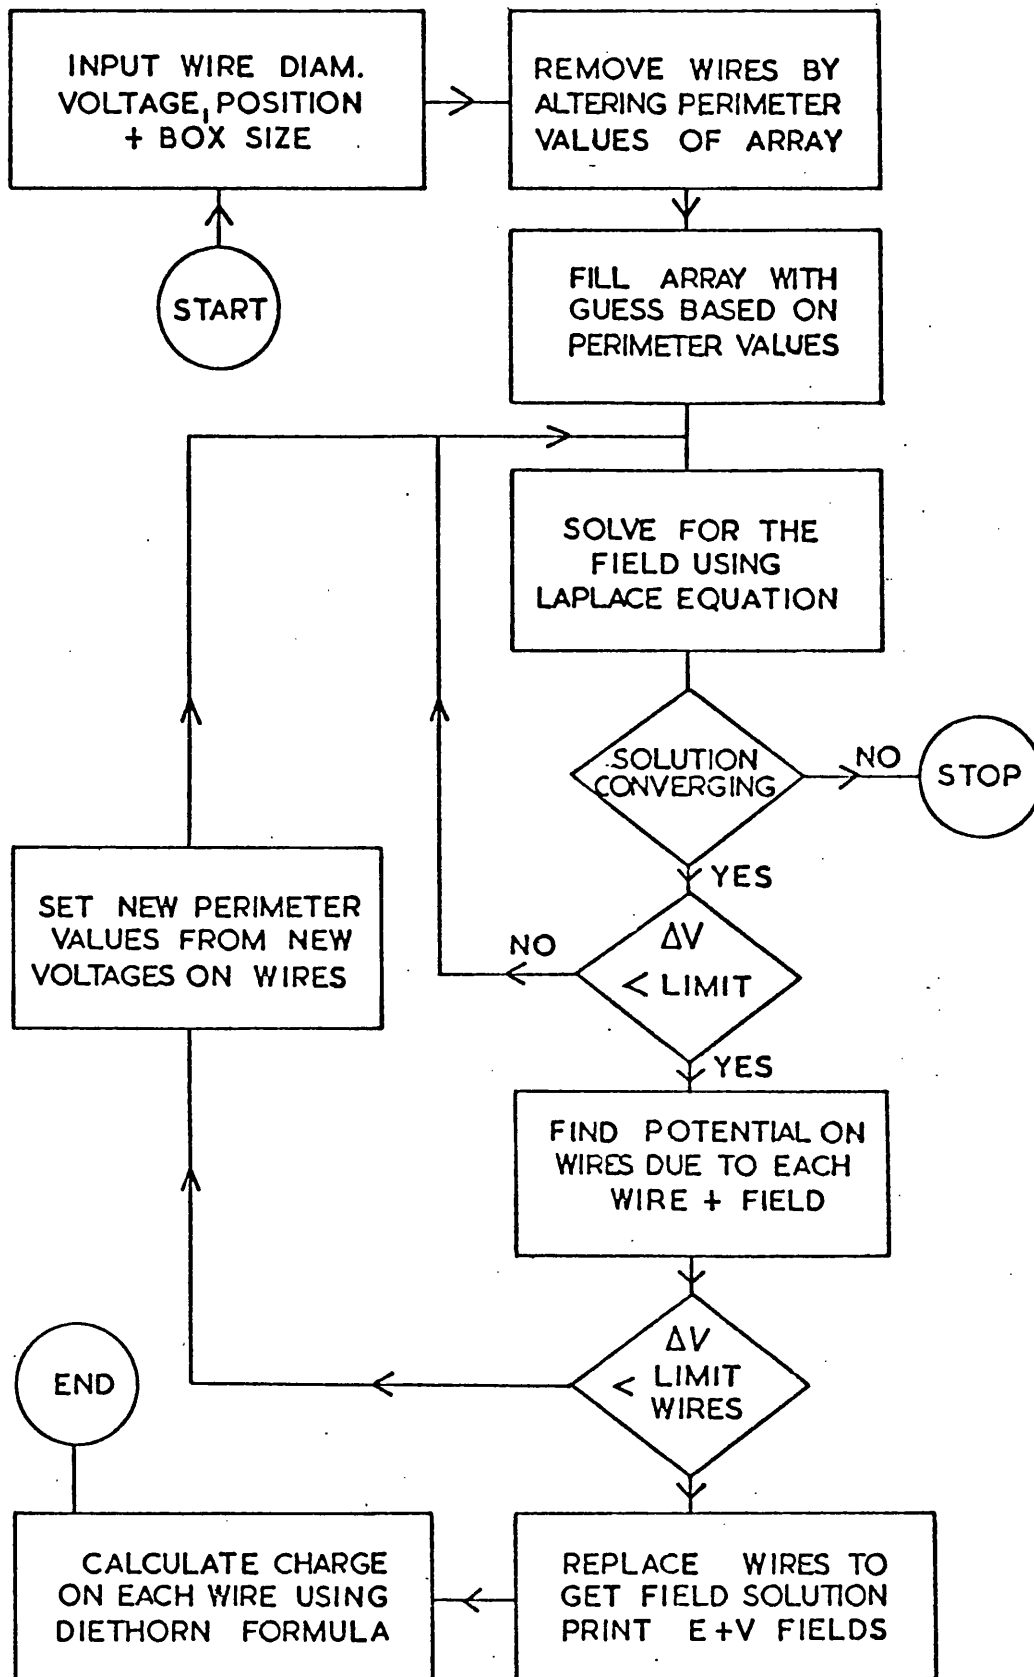 INPUT WIRE DIAM.
VOLTAGE, POSITION
+ BOX SIZE
REMOVE WIRES BY
ALTERING PERIMETER
VALUES OF ARRAY
START
FILL ARRAY WITH
GUESS BASED ON
PERIMETER VALUES
SOLVE FOR THE
FIELD USING
LAPLACE EQUATION
SOLUTION
CONVERGING
NO
STOP
YES
SET NEW PERIMETER
VALUES FROM NEW
VOLTAGES ON WIRES
NO
ΔV
< LIMIT
YES
FIND POTENTIAL ON
WIRES DUE TO EACH
WIRE + FIELD
ΔV
< LIMIT
WIRES
END
REPLACE WIRES TO
GET FIELD SOLUTION
PRINT E+V FIELDS
CALCULATE CHARGE
ON EACH WIRE USING
DIETHORN FORMULA